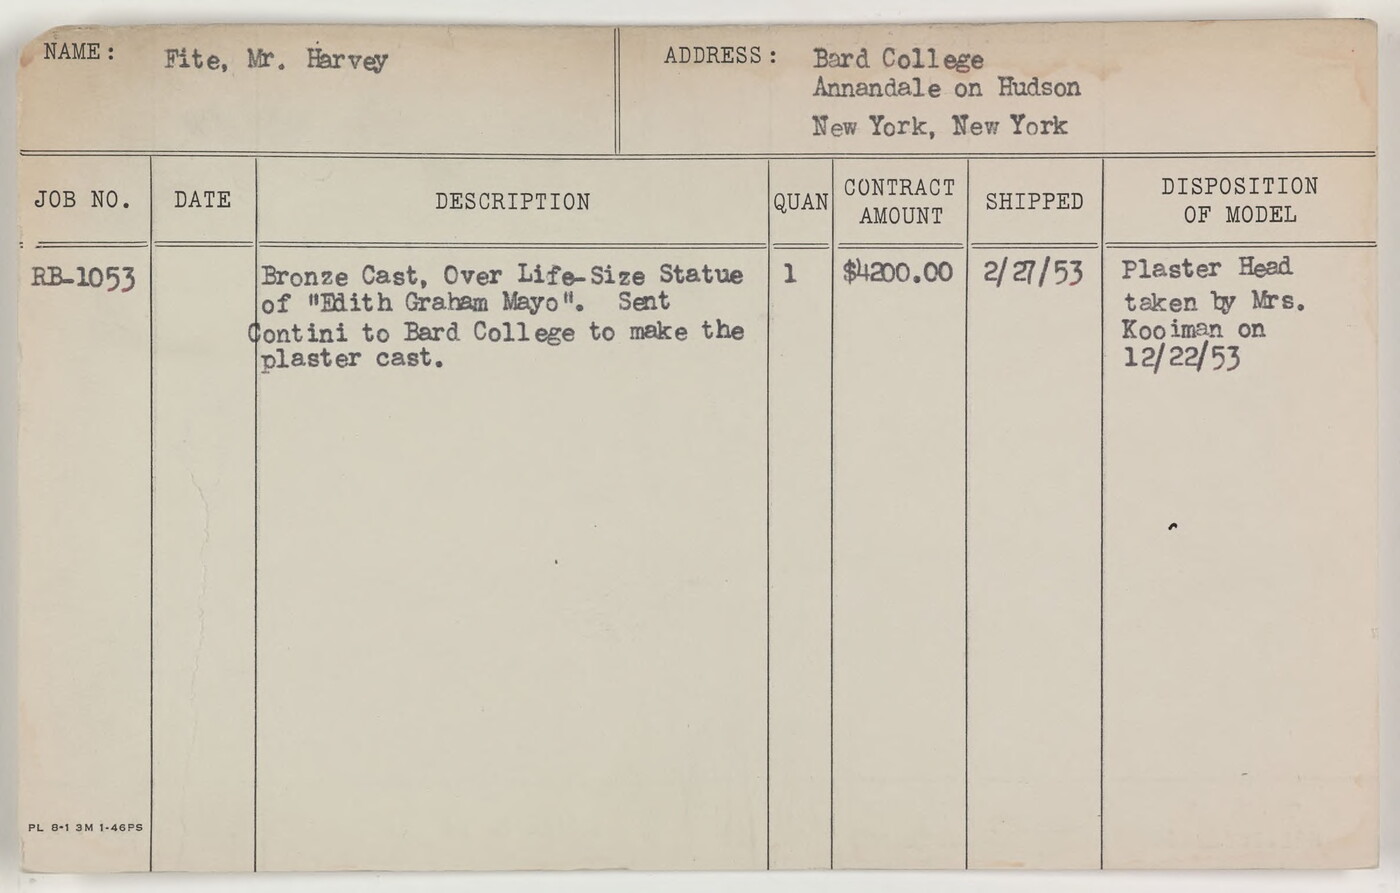 NAME: Fite, Mr. Harvey ADDRESS: Bard College
Annandale on Hudson
New York, New York
JOB NO. DATE DESCRIPTION QUAN CONTRACT AMOUNT SHIPPED DISPOSITION OF MODEL
RB-1053 Bronze Cast, Over Life-Size Statue 1 $4200.00 2/27/53 Plaster Head
of "Edith Graham Mayo". Sent taken by Mrs.
Contini to Bard College to make the Kooiman on
plaster cast. 12/22/53
PL 8-1 3M 1-46PS